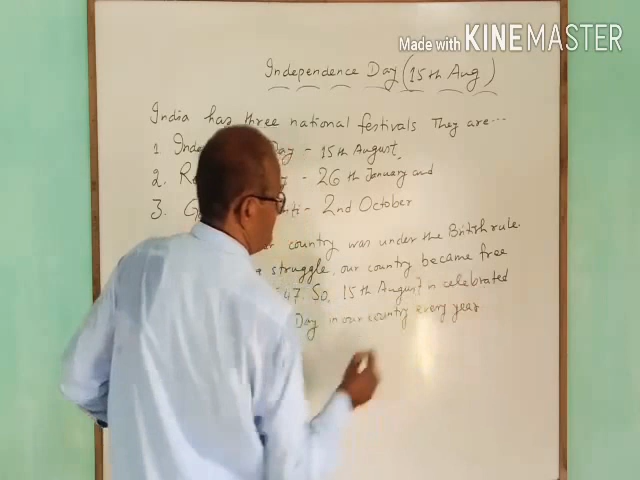 Made with KINEMASTER
Independence Day (15th Aug)
India has three national festivals They are...
1. Inde Day - 15th August,
2. R - 26th January and
3. G ti - 2nd October
country was under the British rule.
struggle, our country became free
47. So, 15th August is celebrated
Day in our country every year